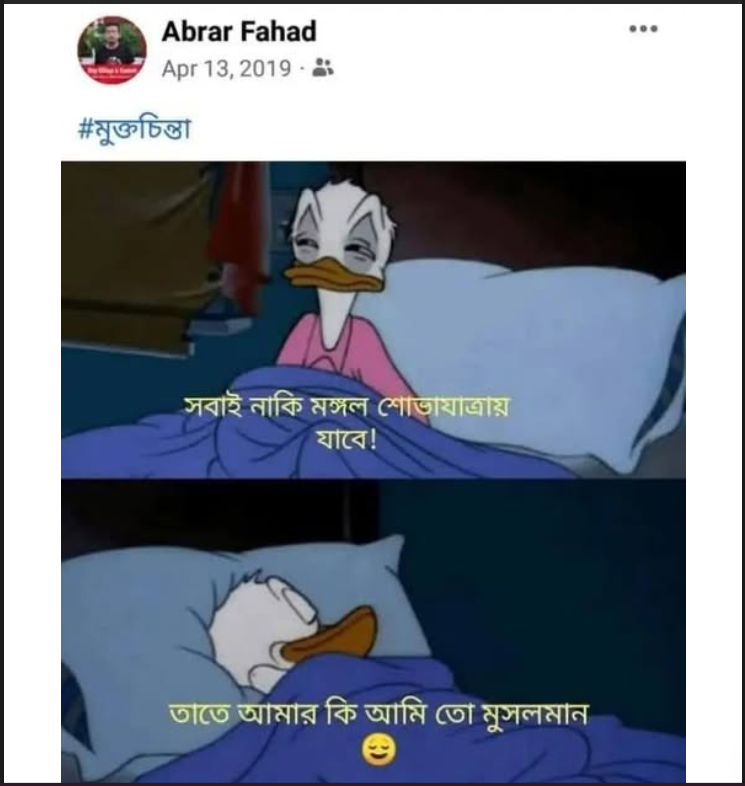 Abrar Fahad
Apr 13, 2019 ·
#মুক্তচিন্তা
সবাই নাকি মঙ্গল শোভাযাত্রায়
যাবে!
তাতে আমার কি আমি তো মুসলমান
😌